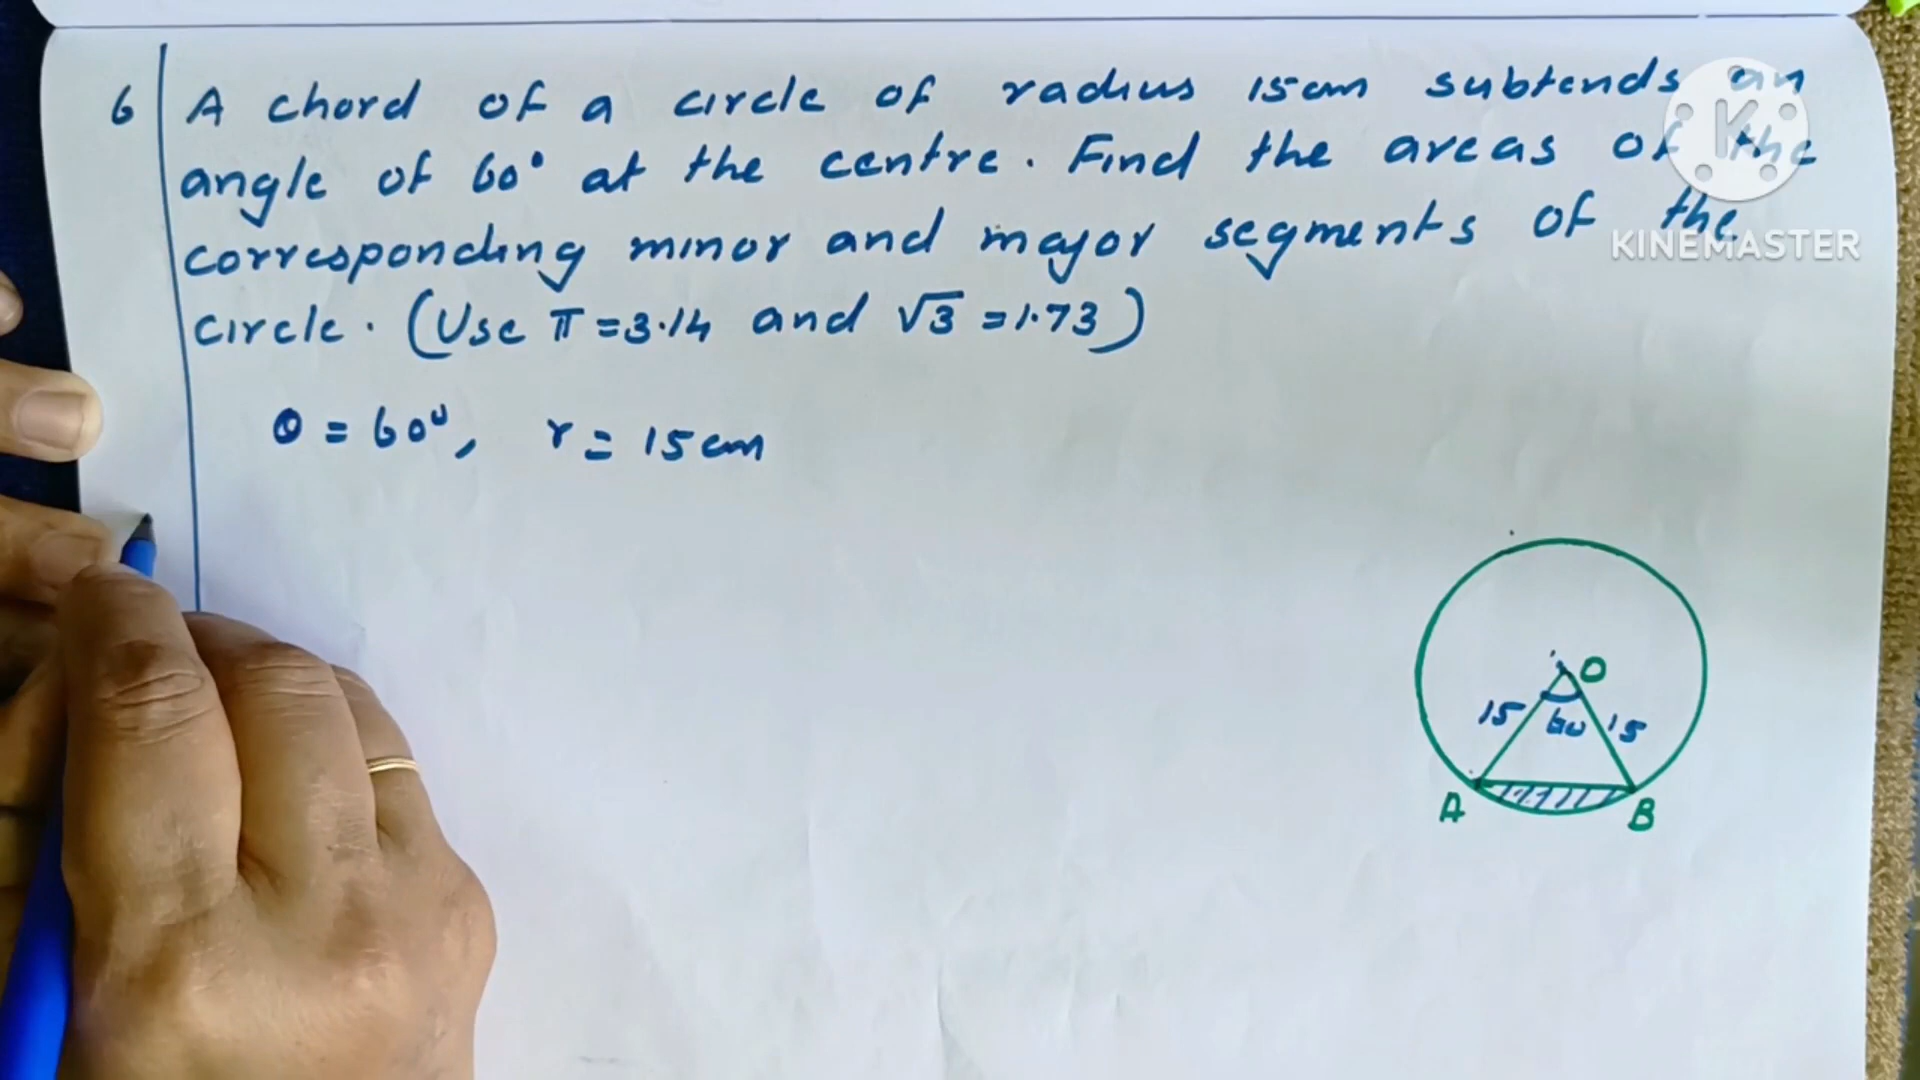 6 A chord of a circle of radius 15cm subtends an
angle of 60° at the centre. Find the areas of the
corresponding minor and major segments of the
circle. (Use π = 3.14 and √3 = 1.73)
K
KINEMASTER
θ = 60°, r = 15cm
O
15 60 15
A B